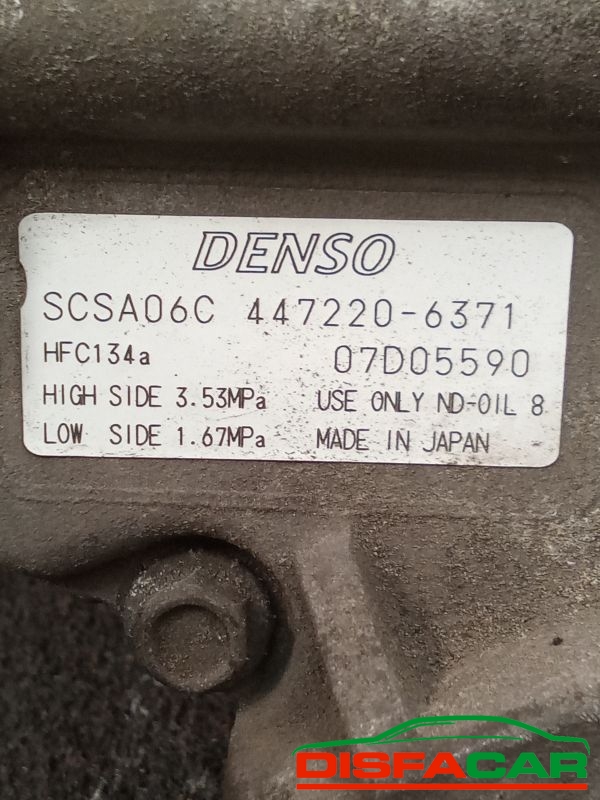 DENSO
SCSA06C 447220-6371
HFC134a 07D05590
HIGH SIDE 3.53MPa USE ONLY ND-OIL 8
LOW SIDE 1.67MPa MADE IN JAPAN
DISFACAR